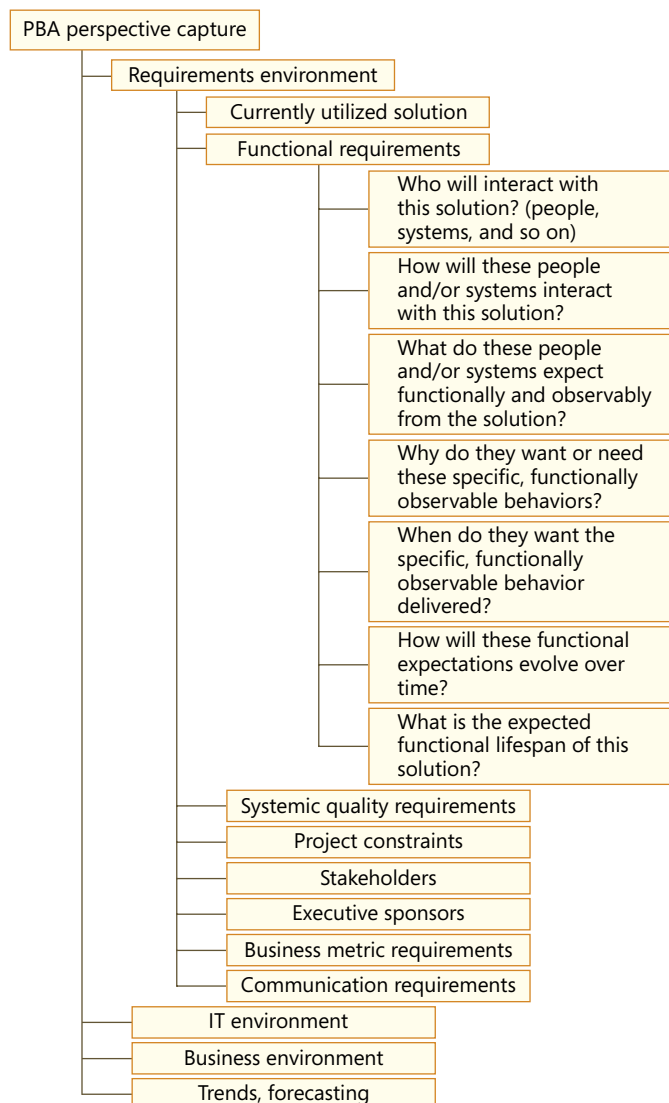 PBA perspective capture
Requirements environment
Currently utilized solution
Functional requirements
Who will interact with
this solution? (people,
systems, and so on)
How will these people
and/or systems interact
with this solution?
What do these people
and/or systems expect
functionally and observably
from the solution?
Why do they want or need
these specific, functionally
observable behaviors?
When do they want the
specific, functionally
observable behavior
delivered?
How will these functional
expectations evolve over
time?
What is the expected
functional lifespan of this
solution?
Systemic quality requirements
Project constraints
Stakeholders
Executive sponsors
Business metric requirements
Communication requirements
IT environment
Business environment
Trends, forecasting